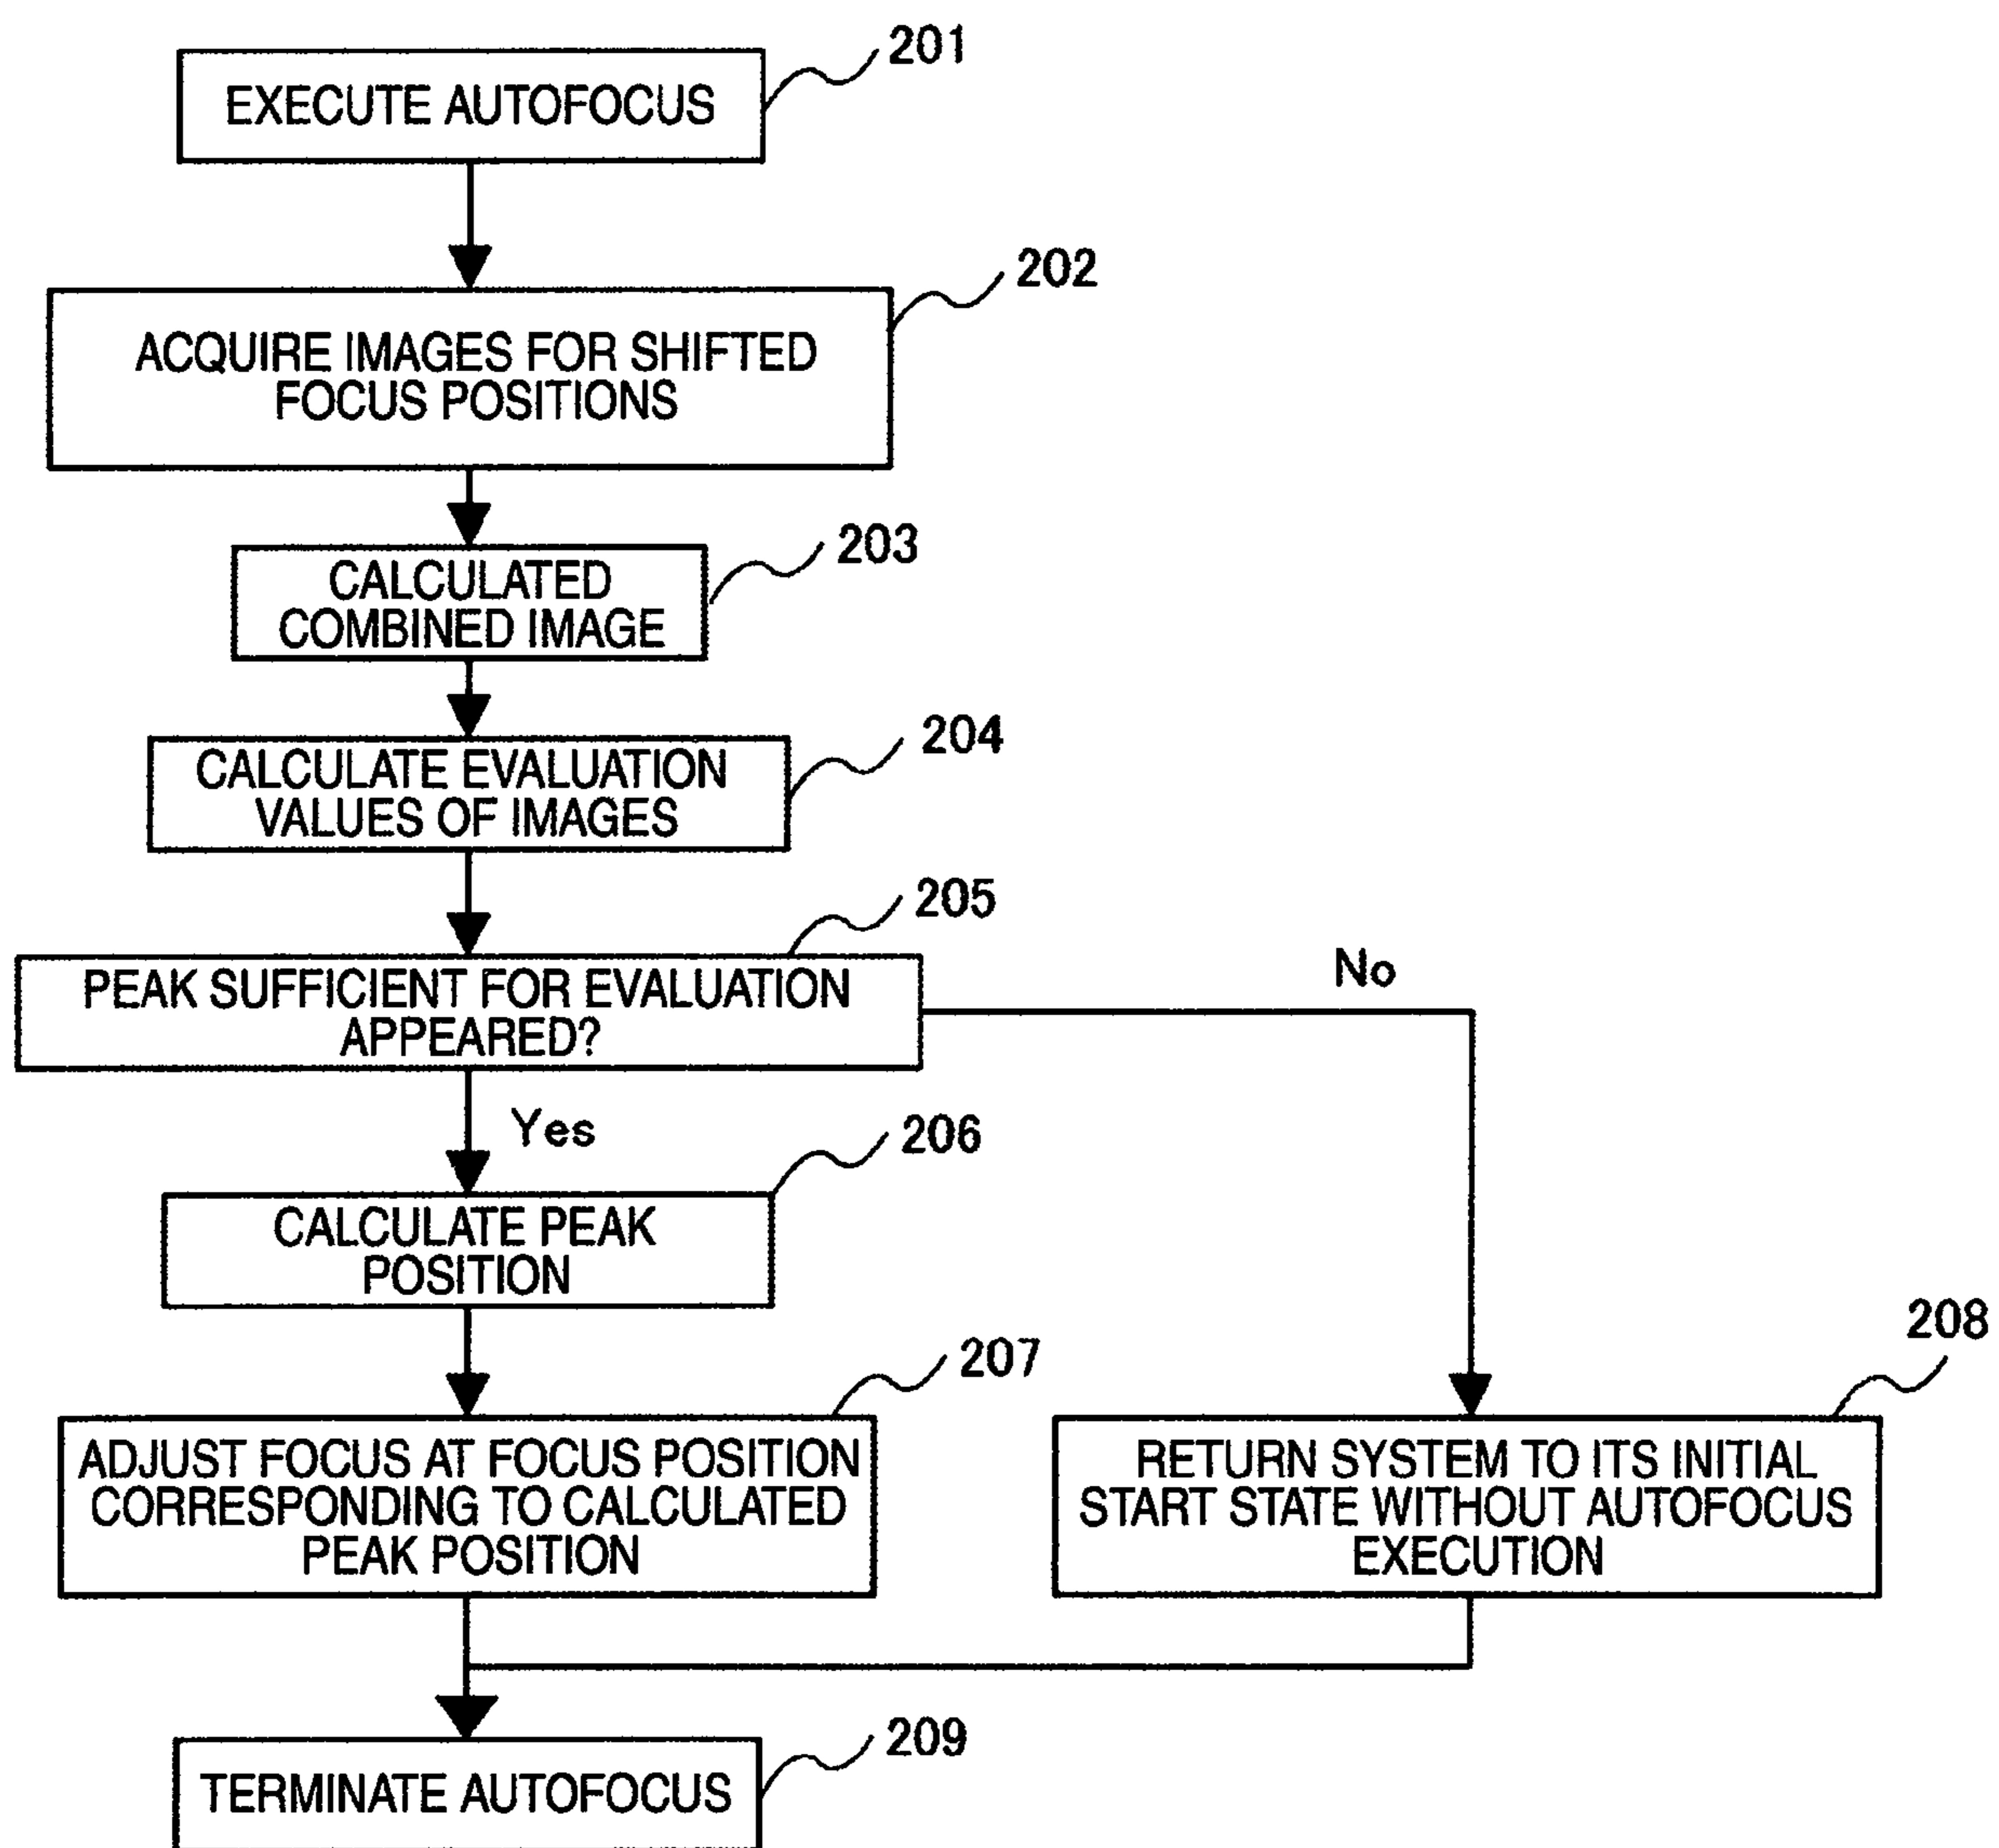 201
EXECUTE AUTOFOCUS
202
ACQUIRE IMAGES FOR SHIFTED
FOCUS POSITIONS
203
CALCULATED
COMBINED IMAGE
204
CALCULATE EVALUATION
VALUES OF IMAGES
205
PEAK SUFFICIENT FOR EVALUATION
APPEARED?
No
Yes
206
CALCULATE PEAK
POSITION
207
ADJUST FOCUS AT FOCUS POSITION
CORRESPONDING TO CALCULATED
PEAK POSITION
208
RETURN SYSTEM TO ITS INITIAL
START STATE WITHOUT AUTOFOCUS
EXECUTION
209
TERMINATE AUTOFOCUS